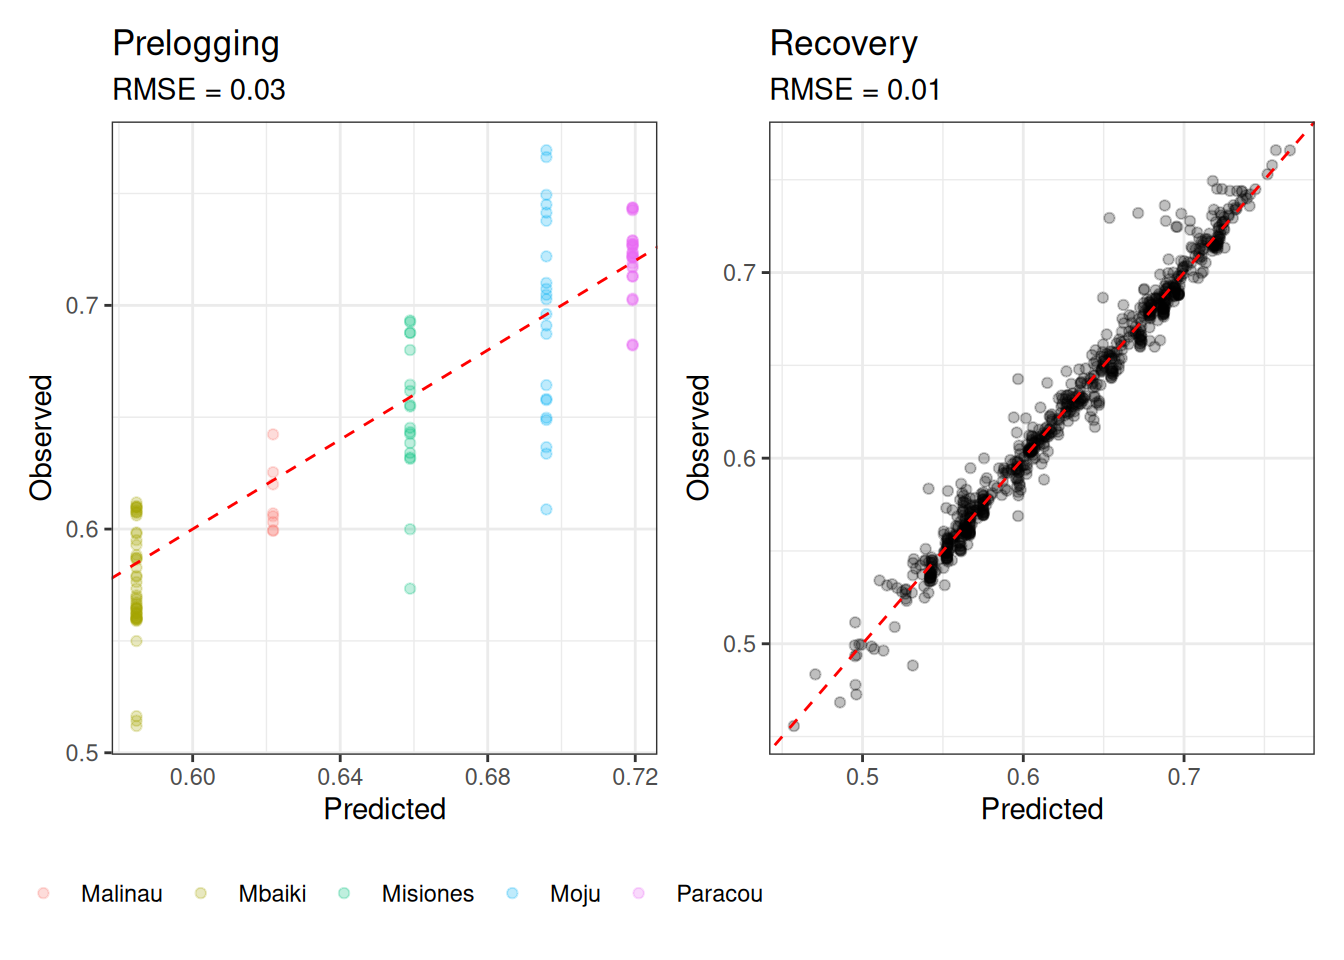 Prelogging
RMSE = 0.03
Observed
0.7
0.6
0.5
0.60 0.64 0.68 0.72
Predicted
Recovery
RMSE = 0.01
Observed
0.7
0.6
0.5
0.5 0.6 0.7
Predicted
Malinau Mbaiki Misiones Moju Paracou